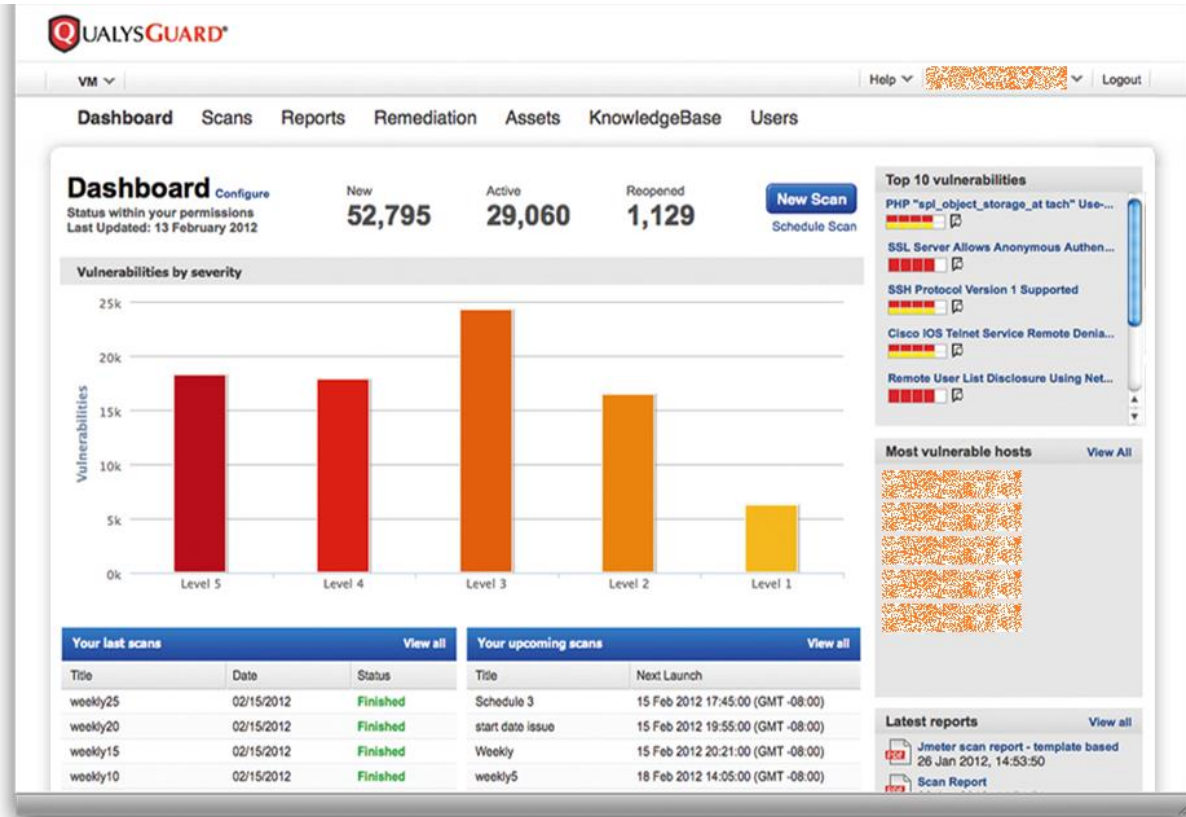 QUALYSGUARD®
VM
Help
Logout
Dashboard Scans Reports Remediation Assets KnowledgeBase Users
Dashboard Configure
Status within your permissions
Last Updated: 13 February 2012
New
52,795
Active
29,060
Reopened
1,129
New Scan
Schedule Scan
Vulnerabilities by severity
Vulnerabilities
25k
20k
15k
10k
5k
0k
Level 5 Level 4 Level 3 Level 2 Level 1
Your last scans View all
Title Date Status
weekly25 02/15/2012 Finished
weekly20 02/15/2012 Finished
weekly15 02/15/2012 Finished
weekly10 02/15/2012 Finished
Your upcoming scans View all
Title Next Launch
Schedule 3 15 Feb 2012 17:45:00 (GMT -08:00)
start date issue 15 Feb 2012 19:55:00 (GMT -08:00)
Weekly 15 Feb 2012 20:21:00 (GMT -08:00)
weekly5 18 Feb 2012 14:05:00 (GMT -08:00)
Top 10 vulnerabilities
PHP "spl_object_storage_at tach" Use-...
SSL Server Allows Anonymous Authen...
SSH Protocol Version 1 Supported
Cisco IOS Telnet Service Remote Denia...
Remote User List Disclosure Using Net...
Most vulnerable hosts View All
Latest reports View all
PDF
Jmeter scan report - template based
26 Jan 2012, 14:53:50
Scan Report